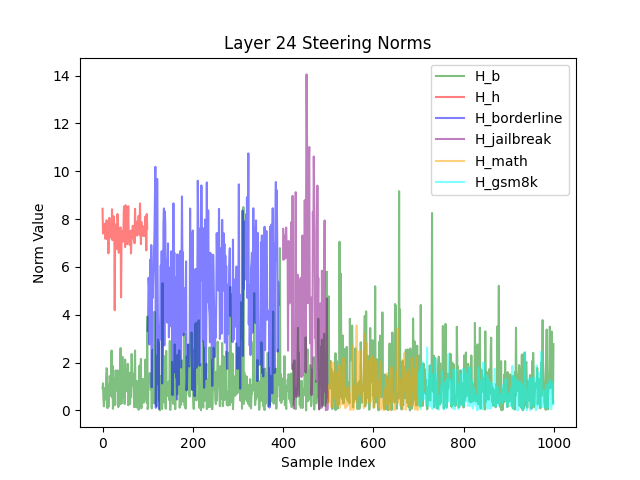 Layer 24 Steering Norms
14
12
10
8
6
4
2
0
Norm Value
H_b
H_h
H_borderline
H_jailbreak
H_math
H_gsm8k
0 200 400 600 800 1000
Sample Index